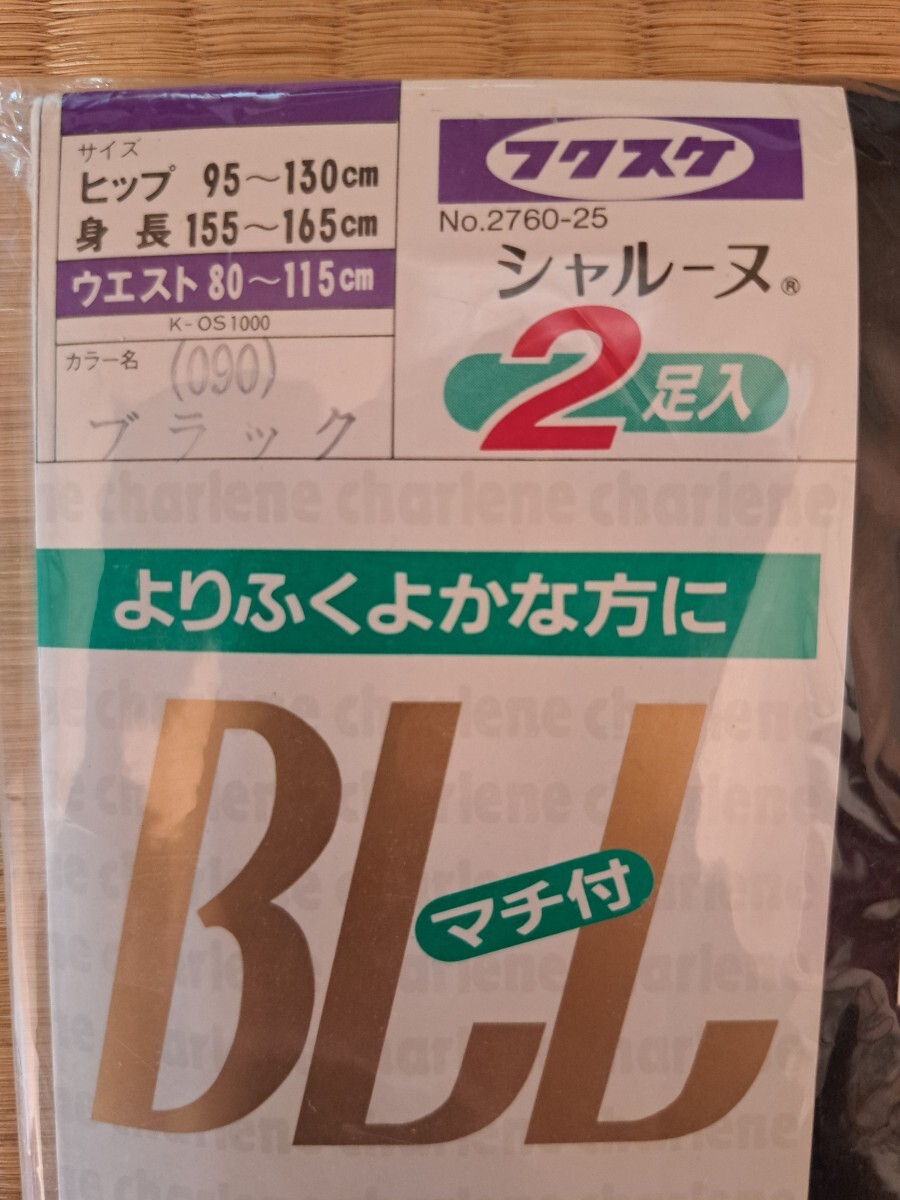 サイズ
ヒップ 95〜130cm
身長 155〜165cm
ウエスト 80〜115cm
K-OS1000
カラー名
(090)
ブラック
フクスケ
No.2760-25
シャルーヌ®
2足入
charlene charlene charlene
よりふくよかな方に
BLL
マチ付